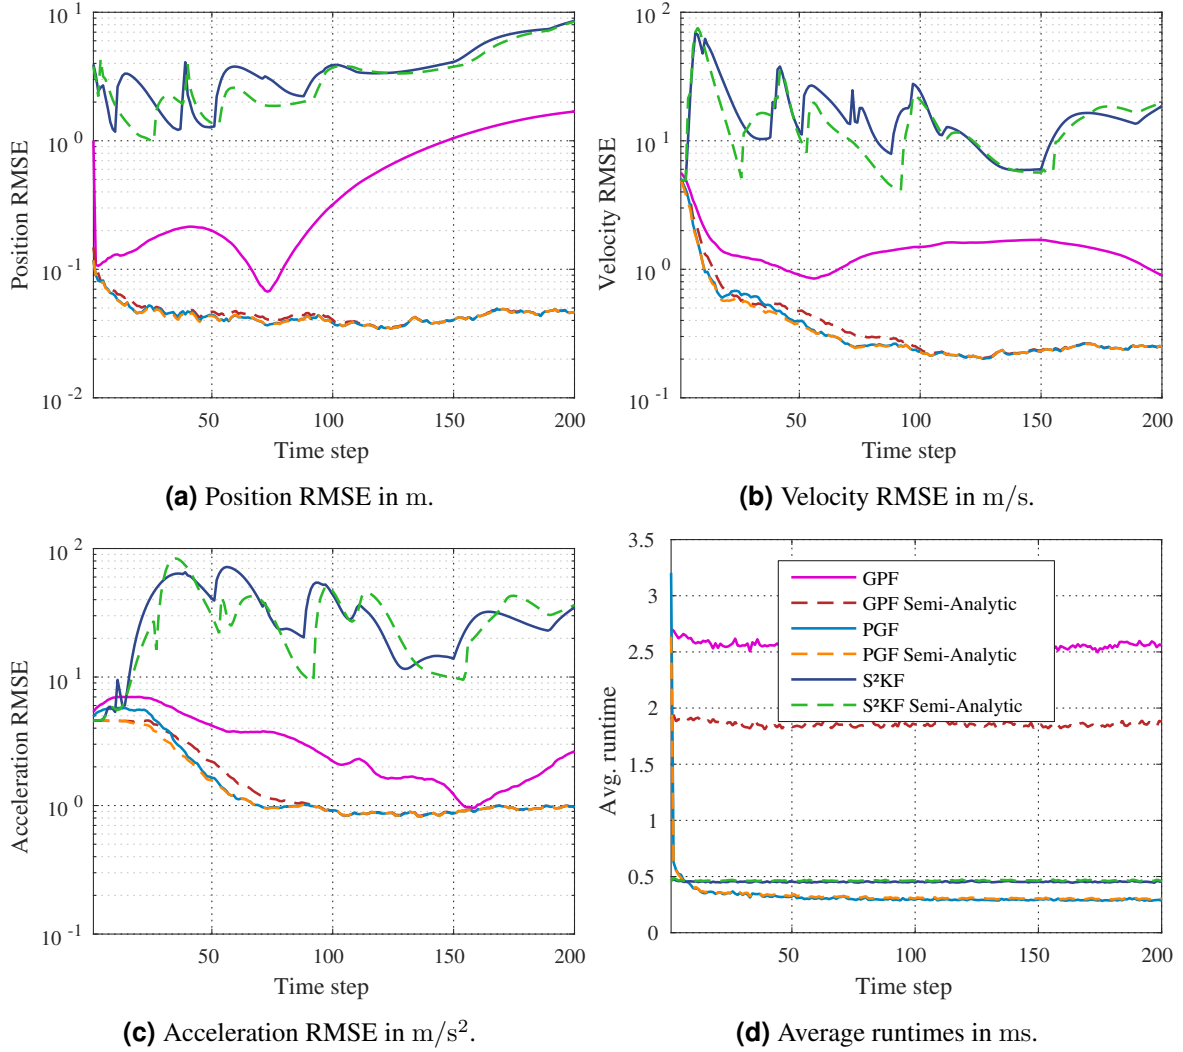 10^1
10^0
10^-1
10^-2
Position RMSE
50
100
150
200
Time step
(a) Position RMSE in m.
10^2
10^1
10^0
10^-1
Velocity RMSE
50
100
150
200
Time step
(b) Velocity RMSE in m/s.
10^2
10^1
10^0
10^-1
Acceleration RMSE
50
100
150
200
Time step
(c) Acceleration RMSE in m/s².
3.5
3
2.5
2
1.5
1
0.5
0
Avg. runtime
GPF
GPF Semi-Analytic
PGF
PGF Semi-Analytic
S²KF
S²KF Semi-Analytic
50
100
150
200
Time step
(d) Average runtimes in ms.